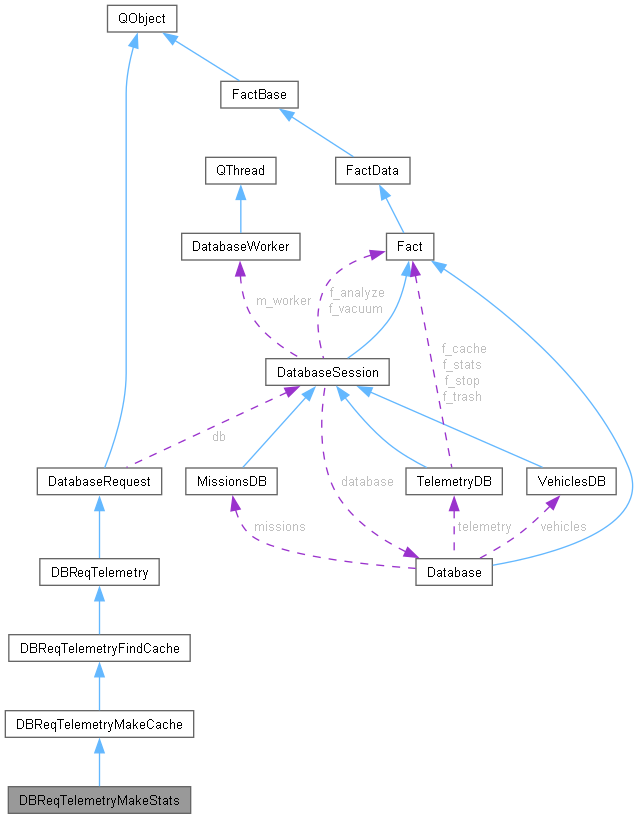 QObject
FactBase
QThread
FactData
DatabaseWorker
Fact
m_worker
f_analyze
f_vacuum
f_cache
f_stats
f_stop
f_trash
DatabaseSession
db
DatabaseRequest
MissionsDB
database
TelemetryDB
VehiclesDB
missions
telemetry
vehicles
DBReqTelemetry
Database
DBReqTelemetryFindCache
DBReqTelemetryMakeCache
DBReqTelemetryMakeStats